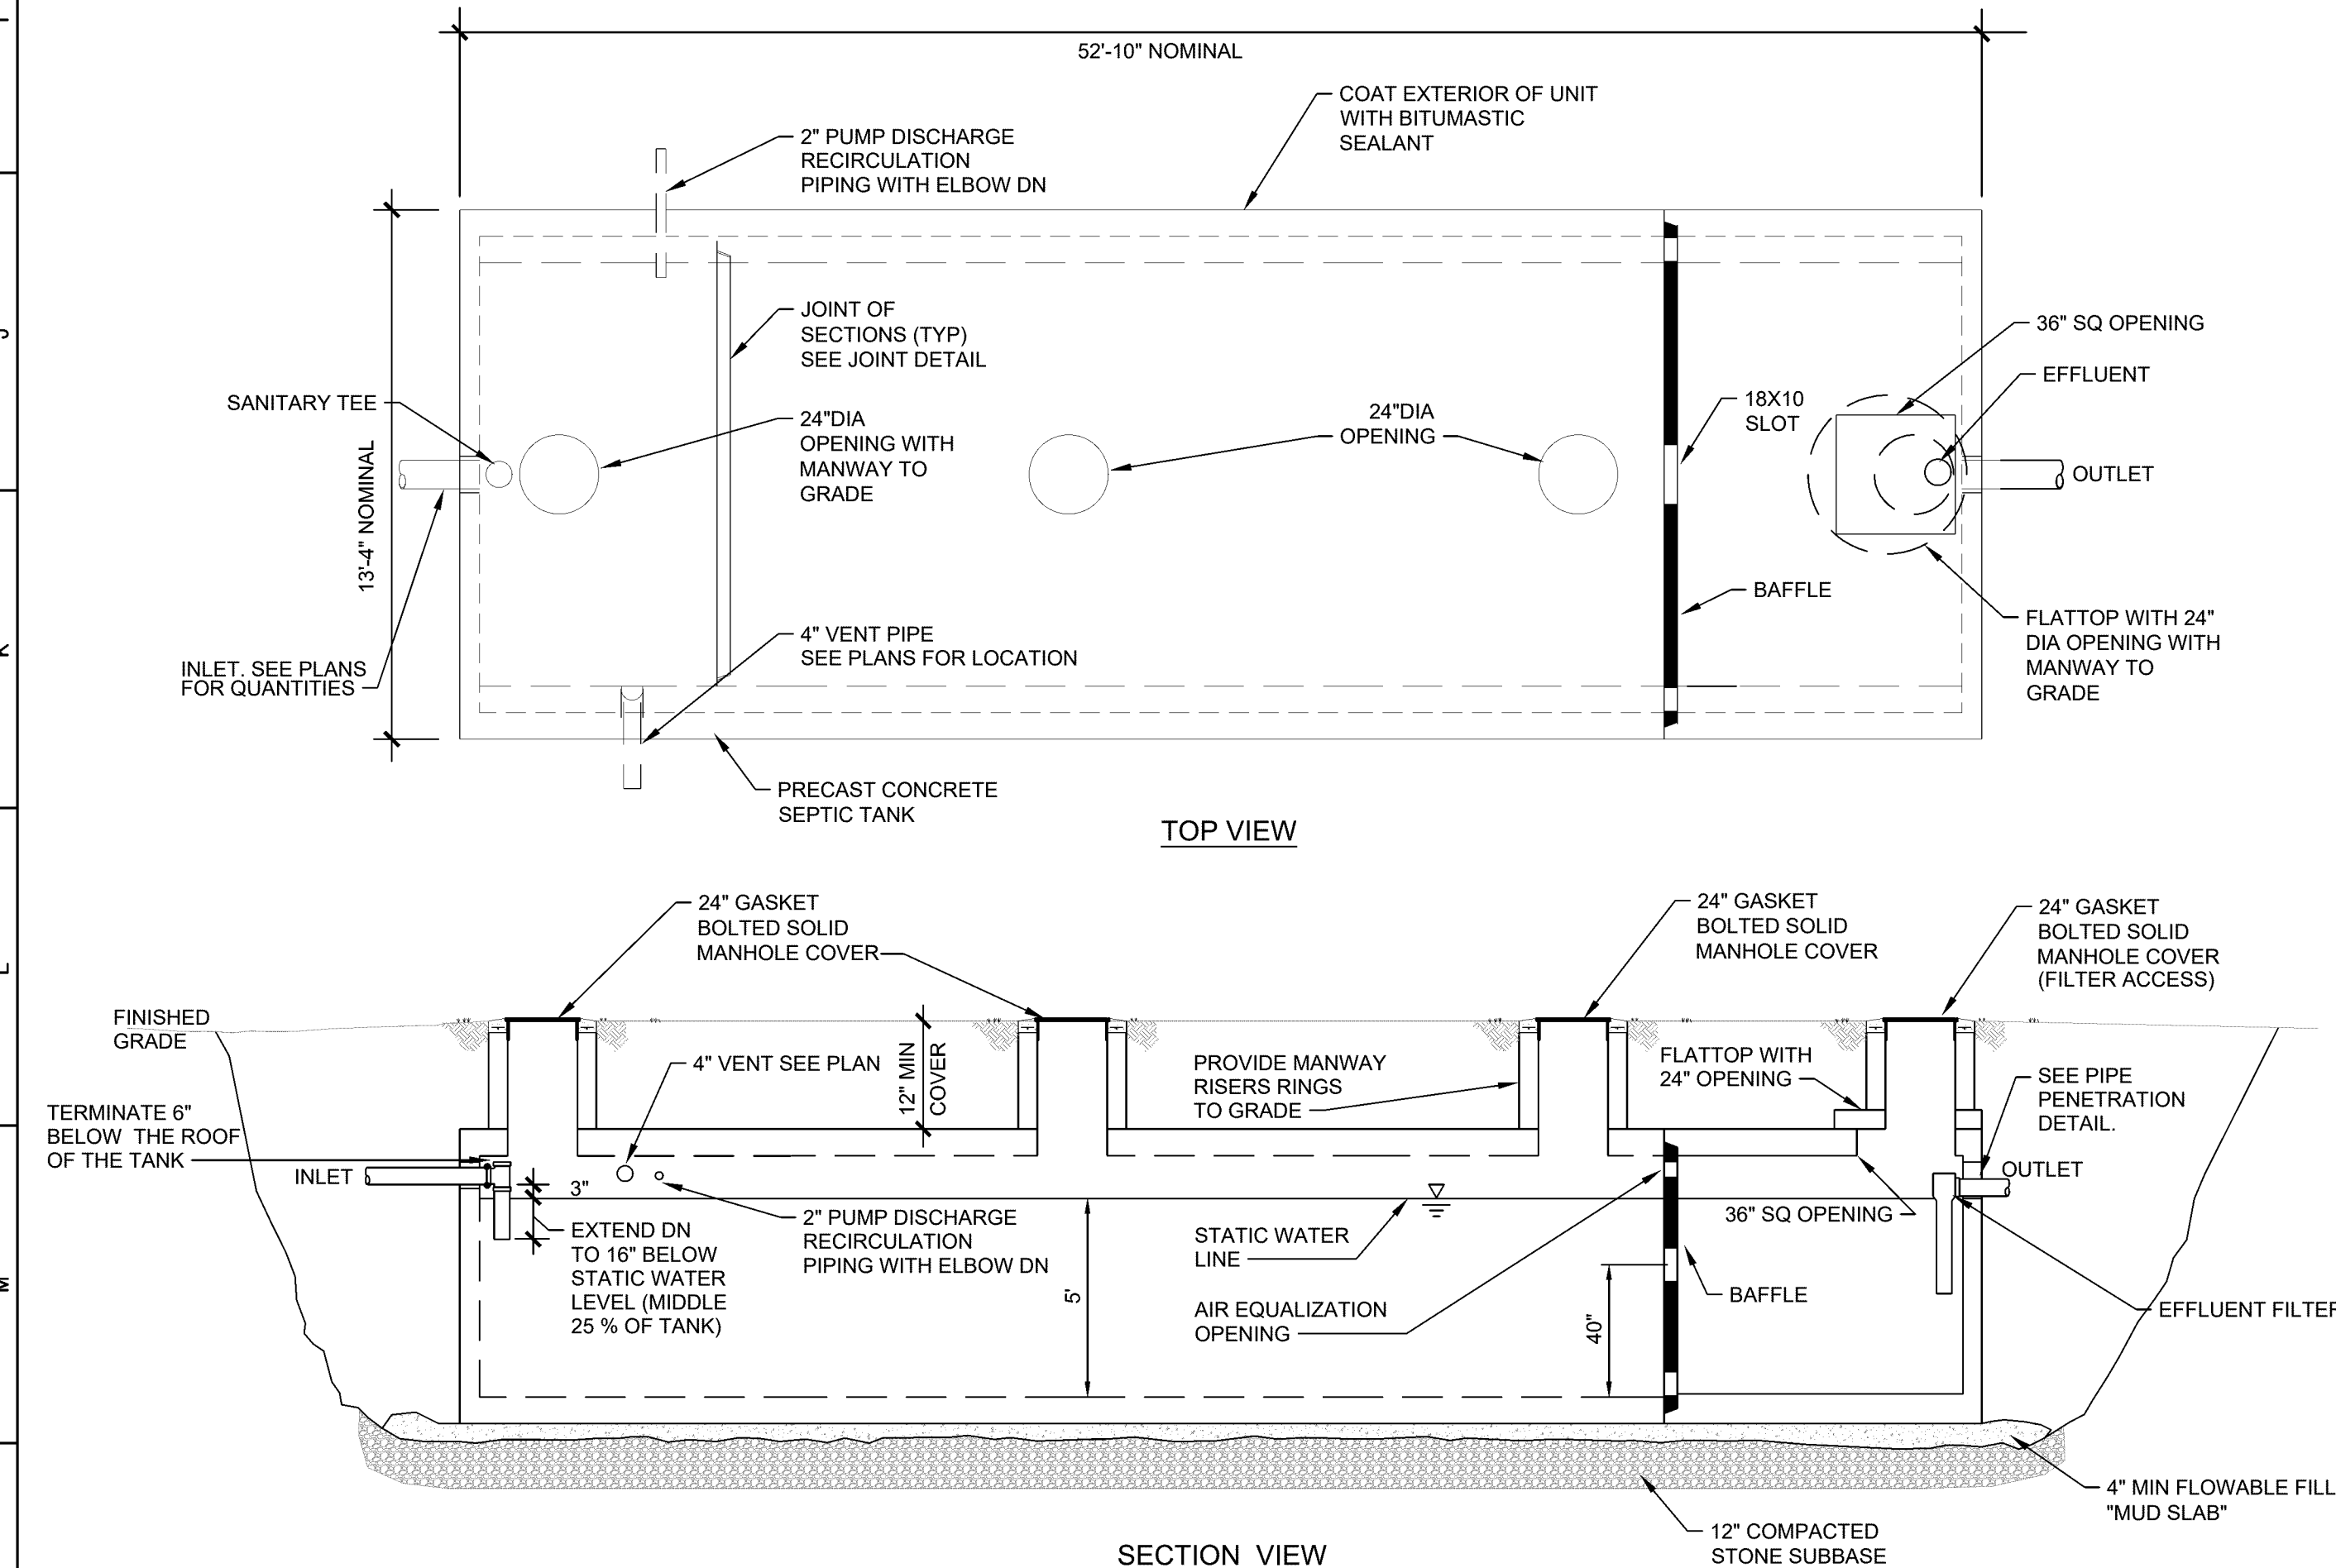 52'-10" NOMINAL
COAT EXTERIOR OF UNIT
WITH BITUMASTIC
SEALANT
2" PUMP DISCHARGE
RECIRCULATION
PIPING WITH ELBOW DN
J
JOINT OF
SECTIONS (TYP)
SEE JOINT DETAIL
36" SQ OPENING
EFFLUENT
SANITARY TEE
24"DIA
OPENING WITH
MANWAY TO
GRADE
24"DIA
OPENING
18X10
SLOT
13'-4" NOMINAL
OUTLET
BAFFLE
K
INLET. SEE PLANS
FOR QUANTITIES
4" VENT PIPE
SEE PLANS FOR LOCATION
FLATTOP WITH 24"
DIA OPENING WITH
MANWAY TO
GRADE
PRECAST CONCRETE
SEPTIC TANK
TOP VIEW
24" GASKET
BOLTED SOLID
MANHOLE COVER
24" GASKET
BOLTED SOLID
MANHOLE COVER
24" GASKET
BOLTED SOLID
MANHOLE COVER
(FILTER ACCESS)
L
FINISHED
GRADE
4" VENT SEE PLAN
12" MIN
COVER
PROVIDE MANWAY
RISERS RINGS
TO GRADE
FLATTOP WITH
24" OPENING
SEE PIPE
PENETRATION
DETAIL.
TERMINATE 6"
BELOW THE ROOF
OF THE TANK
INLET
3"
OUTLET
EXTEND DN
TO 16" BELOW
STATIC WATER
LEVEL (MIDDLE
25 % OF TANK)
2" PUMP DISCHARGE
RECIRCULATION
PIPING WITH ELBOW DN
STATIC WATER
LINE
36" SQ OPENING
M
5'
AIR EQUALIZATION
OPENING
40"
BAFFLE
EFFLUENT FILTER
4" MIN FLOWABLE FILL
"MUD SLAB"
12" COMPACTED
STONE SUBBASE
SECTION VIEW